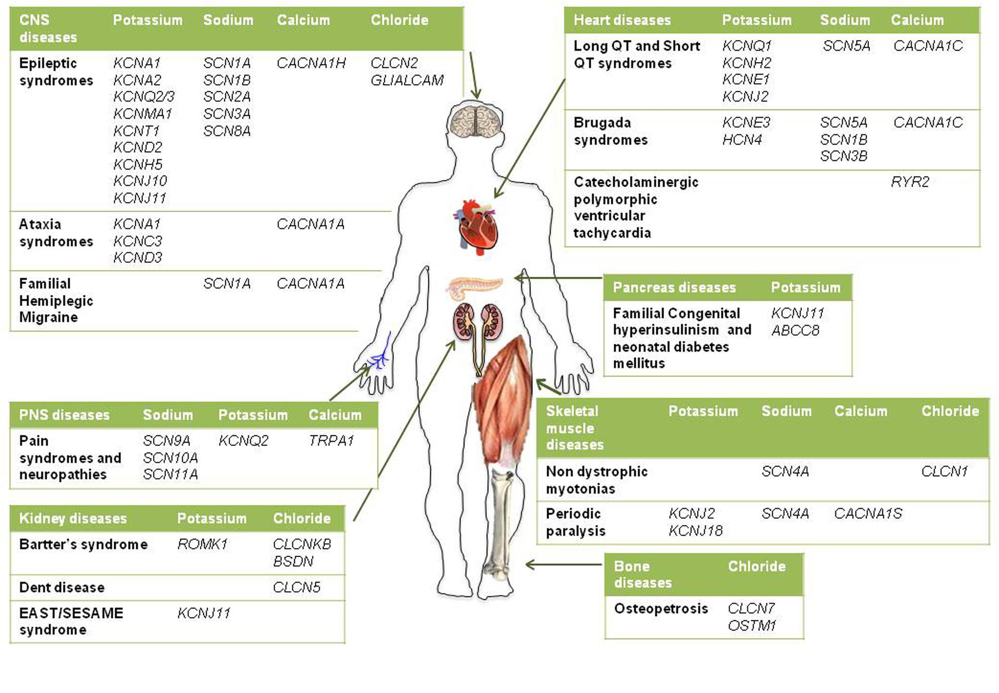 CNS diseases Potassium Sodium Calcium Chloride
Epileptic syndromes
KCNA1 SCN1A CACNA1H CLCN2
KCNA2 SCN1B GLIALCAM
KCNQ2/3 SCN2A
KCNMA1 SCN3A
KCNT1 SCN8A
KCND2
KCNH5
KCNJ10
KCNJ11
Ataxia syndromes
KCNA1 CACNA1A
KCNC3
KCND3
Familial Hemiplegic Migraine
SCN1A CACNA1A
Heart diseases Potassium Sodium Calcium
Long QT and Short KCNQ1 SCN5A CACNA1C
QT syndromes KCNH2
KCNE1
KCNJ2
Brugada KCNE3 SCN5A CACNA1C
syndromes HCN4 SCN1B
SCN3B
Catecholaminergic RYR2
polymorphic
ventricular
tachycardia
Pancreas diseases Potassium
Familial Congenital KCNJ11
hyperinsulinism and ABCC8
neonatal diabetes
mellitus
PNS diseases Sodium Potassium Calcium
Pain SCN9A KCNQ2 TRPA1
syndromes and SCN10A
neuropathies SCN11A
Skeletal Potassium Sodium Calcium Chloride
muscle
diseases
Non dystrophic SCN4A CLCN1
myotonias
Periodic KCNJ2 SCN4A CACNA1S
paralysis KCNJ18
Kidney diseases Potassium Chloride
Bartter’s syndrome ROMK1 CLCNKB
BSDN
Dent disease CLCN5
EAST/SESAME KCNJ11
syndrome
Bone Chloride
diseases
Osteopetrosis CLCN7
OSTM1